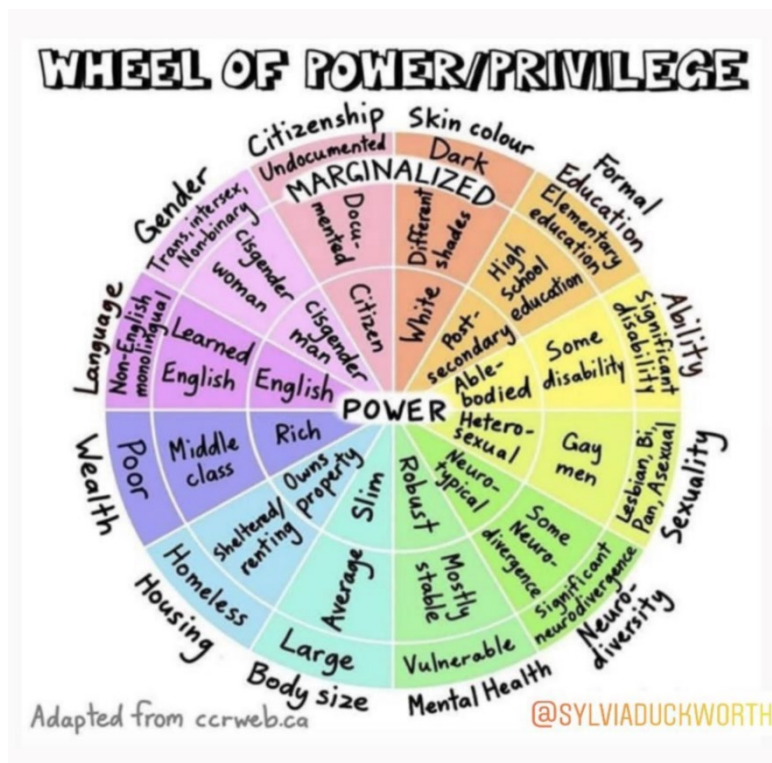 WHEEL OF POWER/PRIVILEGE
Citizenship
Undocumented
Docu-
mented
Citizen
Skin colour
Dark
Different
shades
White
Formal
Education
Elementary
education
High
school
education
Post-
secondary
Ability
Significant
disability
Some
disability
Able-
bodied
Sexuality
Lesbian, Bi,
Pan, Asexual
Gay
men
Hetero-
sexual
Neuro-
diversity
Significant
neurodivergence
Some
Neuro-
divergence
Neuro-
typical
Mental Health
Vulnerable
Mostly
stable
Robust
Body size
Large
Average
Slim
Housing
Homeless
Sheltered/
renting
Owns
property
Wealth
Poor
Middle
class
Rich
Language
Non-English
monolingual
Learned
English
English
Gender
Trans, intersex,
Non-binary
Cisgender
woman
Cisgender
man
MARGINALIZED
POWER
Adapted from ccrweb.ca
@SYLVIADUCKWORTH